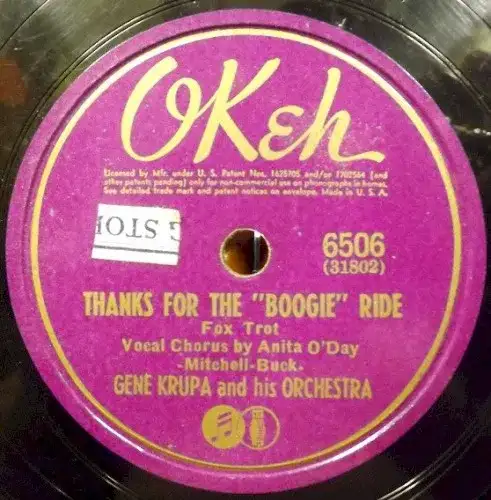 OKeh
Licensed by Mfr. under U. S. Patent Nos. 1625705 and/or 1702564 (and
other patents pending) only for non-commercial use on phonographs in homes.
See detailed trade mark and patent notices on envelope. Made in U. S. A.
G STO
6506
(31802)
THANKS FOR THE "BOOGIE" RIDE
Fox Trot
Vocal Chorus by Anita O'Day
-Mitchell-Buck-
GENE KRUPA and his ORCHESTRA